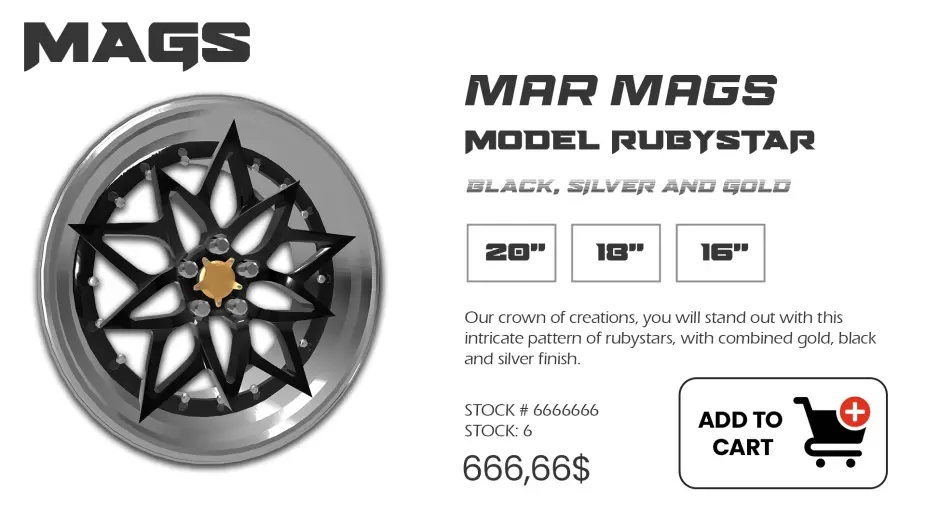 MAGS
MAR MAGS
MODEL RUBYSTAR
BLACK, SILVER AND GOLD
20" 18" 16"
Our crown of creations, you will stand out with this
intricate pattern of rubystars, with combined gold, black
and silver finish.
STOCK # 6666666
STOCK: 6
666,66$
ADD TO
CART